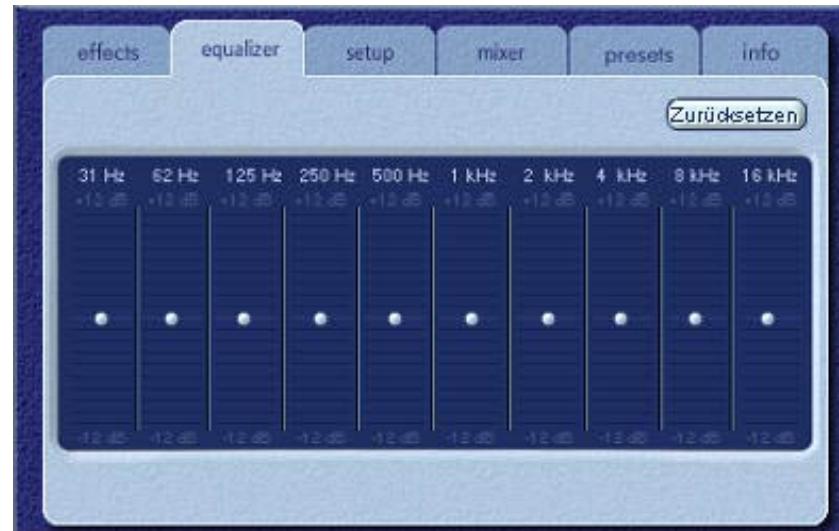 effects equalizer setup mixer presets info
Zurücksetzen
31 Hz 62 Hz 125 Hz 250 Hz 500 Hz 1 kHz 2 kHz 4 kHz 8 kHz 16 kHz
+12 dB +12 dB +12 dB +12 dB +12 dB +12 dB +12 dB +12 dB +12 dB +12 dB
-12 dB -12 dB -12 dB -12 dB -12 dB -12 dB -12 dB -12 dB -12 dB -12 dB